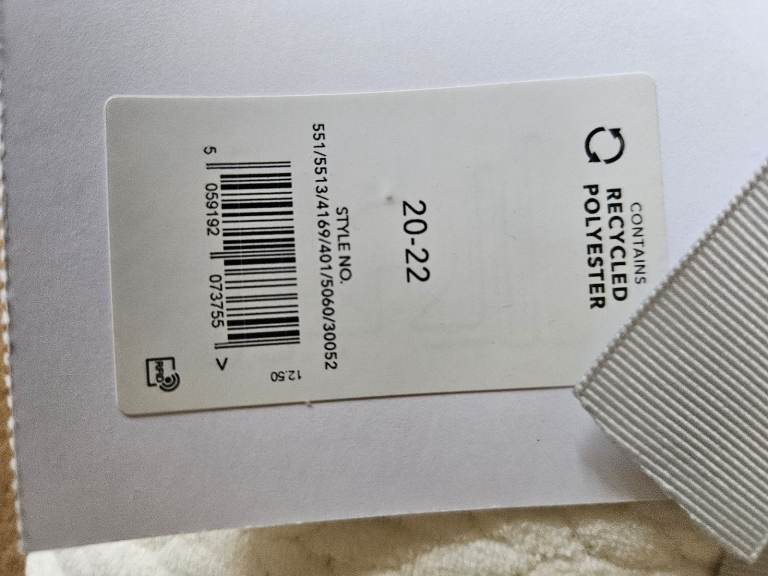 CONTAINS
RECYCLED
POLYESTER
20-22
STYLE NO.
551/5513/4169/401/5060/30052
5 059192 073755 >
12.50
RFID